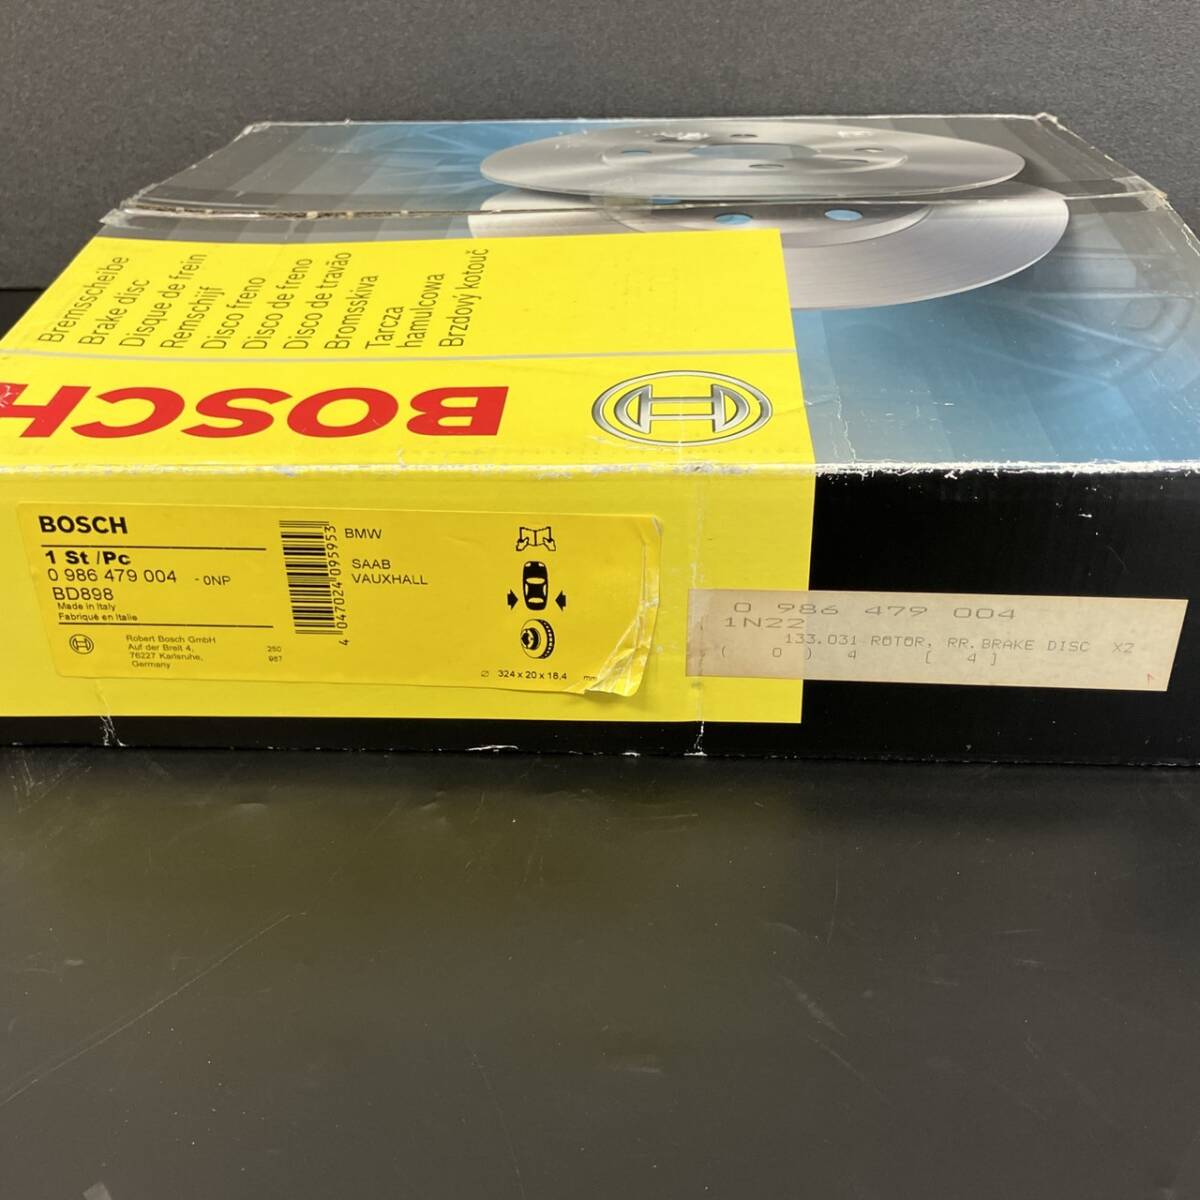 Bremsscheibe
Brake disc
Disque de frein
Remschijf
Disco freno
Disco de freno
Disco de travão
Bromsskiva
Tarcza
hamulcowa
Brzdový kotouč
BOSCH
BOSCH
1 St /Pc
0 986 479 004 - 0NP
BD898
Made in Italy
Fabriqué en Italie
Robert Bosch GmbH
Auf der Breit 4,
76227 Karlsruhe,
Germany
250
987
4 047024 095953
BMW
SAAB
VAUXHALL
Ø 324 x 20 x 18,4 mm
0 986 479 004
1N22
133.031 ROTOR, RR.BRAKE DISC X2
( 0 ) 4 [ 4 ]